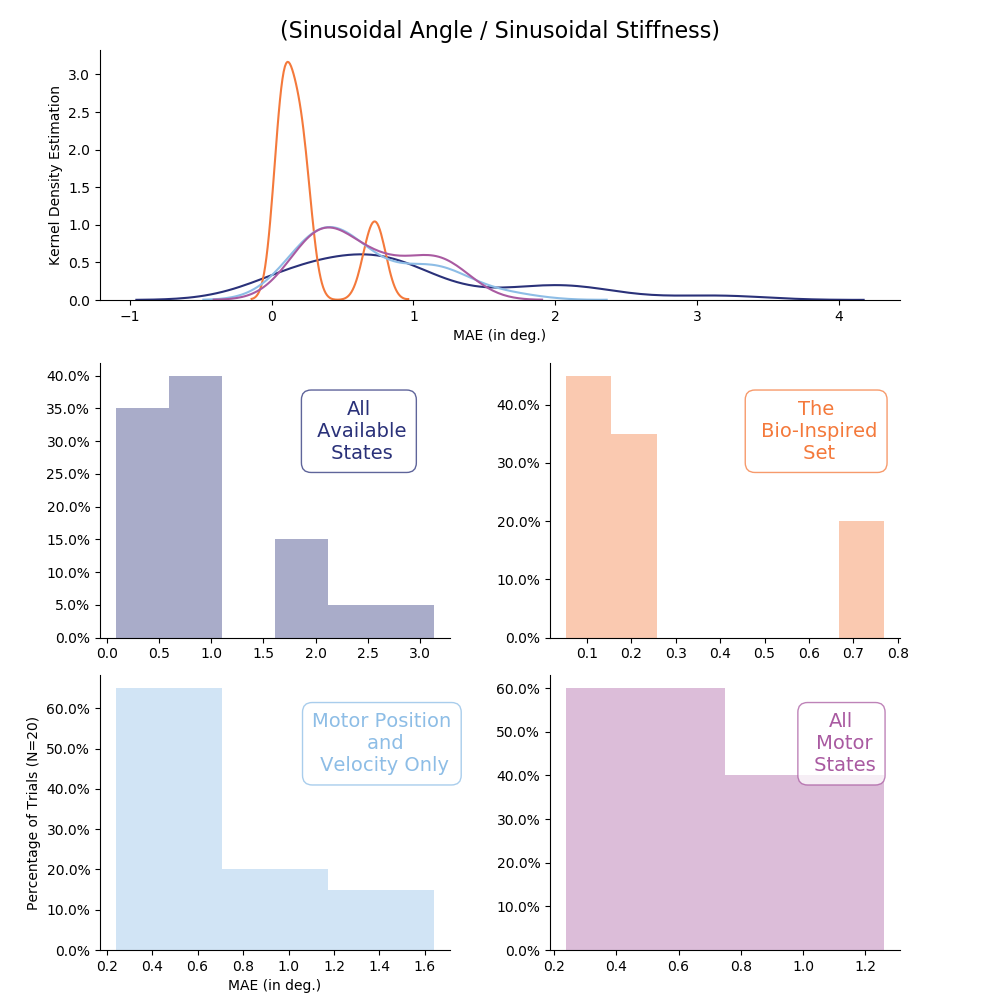 (Sinusoidal Angle / Sinusoidal Stiffness)
Kernel Density Estimation
3.0
2.5
2.0
1.5
1.0
0.5
0.0
−1 0 1 2 3 4
MAE (in deg.)
40.0%
35.0%
30.0%
25.0%
20.0%
15.0%
10.0%
5.0%
0.0%
0.0 0.5 1.0 1.5 2.0 2.5 3.0
All
Available
States
40.0%
30.0%
20.0%
10.0%
0.0%
0.1 0.2 0.3 0.4 0.5 0.6 0.7 0.8
The
Bio-Inspired
Set
Percentage of Trials (N=20)
60.0%
50.0%
40.0%
30.0%
20.0%
10.0%
0.0%
0.2 0.4 0.6 0.8 1.0 1.2 1.4 1.6
MAE (in deg.)
Motor Position
and
Velocity Only
60.0%
50.0%
40.0%
30.0%
20.0%
10.0%
0.0%
0.2 0.4 0.6 0.8 1.0 1.2
All
Motor
States